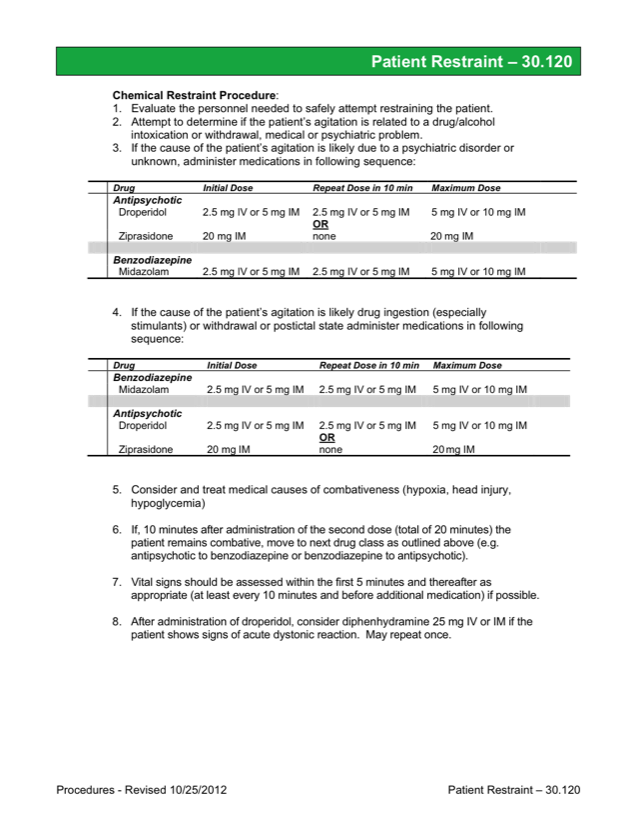 Patient Restraint – 30.120
Chemical Restraint Procedure:
1. Evaluate the personnel needed to safely attempt restraining the patient.
2. Attempt to determine if the patient's agitation is related to a drug/alcohol
intoxication or withdrawal, medical or psychiatric problem.
3. If the cause of the patient's agitation is likely due to a psychiatric disorder or
unknown, administer medications in following sequence:
Drug Initial Dose Repeat Dose in 10 min Maximum Dose
Antipsychotic
Droperidol 2.5 mg IV or 5 mg IM 2.5 mg IV or 5 mg IM 5 mg IV or 10 mg IM
OR
Ziprasidone 20 mg IM none 20 mg IM
Benzodiazepine
Midazolam 2.5 mg IV or 5 mg IM 2.5 mg IV or 5 mg IM 5 mg IV or 10 mg IM
4. If the cause of the patient's agitation is likely drug ingestion (especially
stimulants) or withdrawal or postictal state administer medications in following
sequence:
Drug Initial Dose Repeat Dose in 10 min Maximum Dose
Benzodiazepine
Midazolam 2.5 mg IV or 5 mg IM 2.5 mg IV or 5 mg IM 5 mg IV or 10 mg IM
Antipsychotic
Droperidol 2.5 mg IV or 5 mg IM 2.5 mg IV or 5 mg IM 5 mg IV or 10 mg IM
OR
Ziprasidone 20 mg IM none 20 mg IM
5. Consider and treat medical causes of combativeness (hypoxia, head injury,
hypoglycemia)
6. If, 10 minutes after administration of the second dose (total of 20 minutes) the
patient remains combative, move to next drug class as outlined above (e.g.
antipsychotic to benzodiazepine or benzodiazepine to antipsychotic).
7. Vital signs should be assessed within the first 5 minutes and thereafter as
appropriate (at least every 10 minutes and before additional medication) if possible.
8. After administration of droperidol, consider diphenhydramine 25 mg IV or IM if the
patient shows signs of acute dystonic reaction. May repeat once.
Procedures - Revised 10/25/2012 Patient Restraint – 30.120